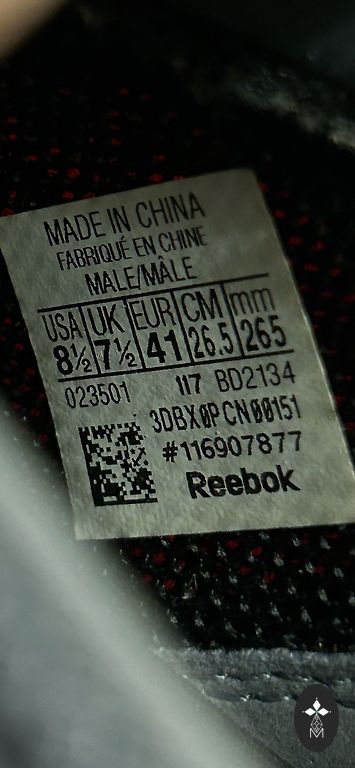 MADE IN CHINA
FABRIQUÉ EN CHINE
MALE/MÂLE
USA UK EUR CM mm
8½ 7½ 41 26.5 265
023501 117 BD2134
3DBX0PCN00151
#116907877
Reebok
M